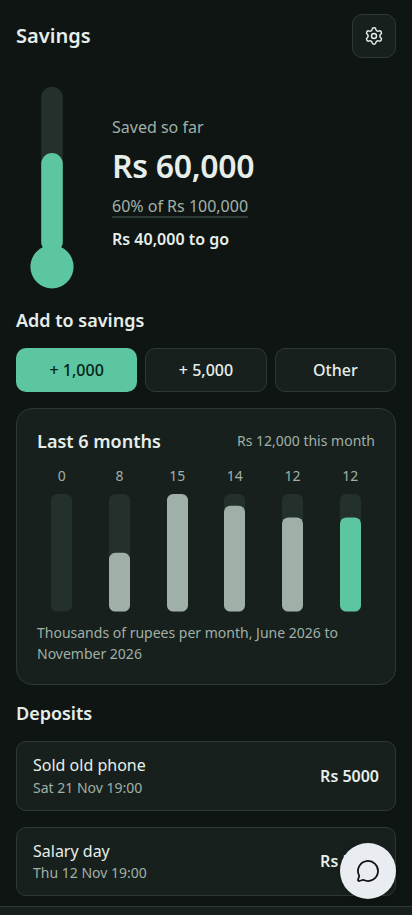 Savings
Saved so far
Rs 60,000
60% of Rs 100,000
Rs 40,000 to go
Add to savings
+ 1,000 + 5,000 Other
Last 6 months Rs 12,000 this month
0 8 15 14 12 12
Thousands of rupees per month, June 2026 to
November 2026
Deposits
Sold old phone
Sat 21 Nov 19:00
Rs 5000
Salary day
Thu 12 Nov 19:00
Rs